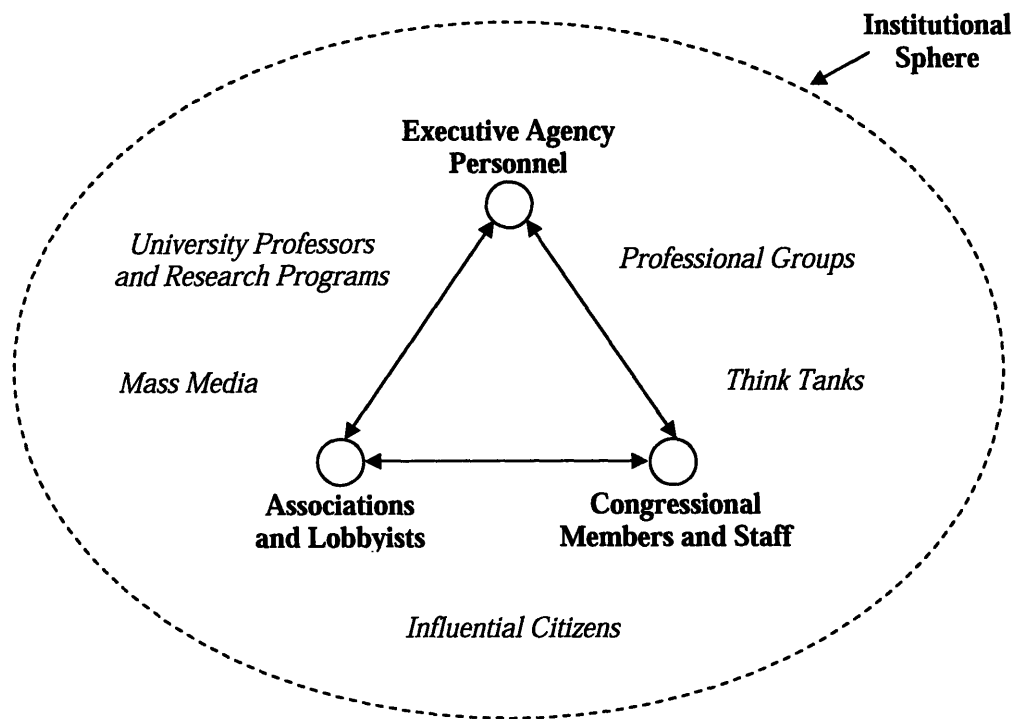 Institutional
Sphere
Executive Agency
Personnel
University Professors
and Research Programs
Professional Groups
Mass Media
Think Tanks
Associations
and Lobbyists
Congressional
Members and Staff
Influential Citizens